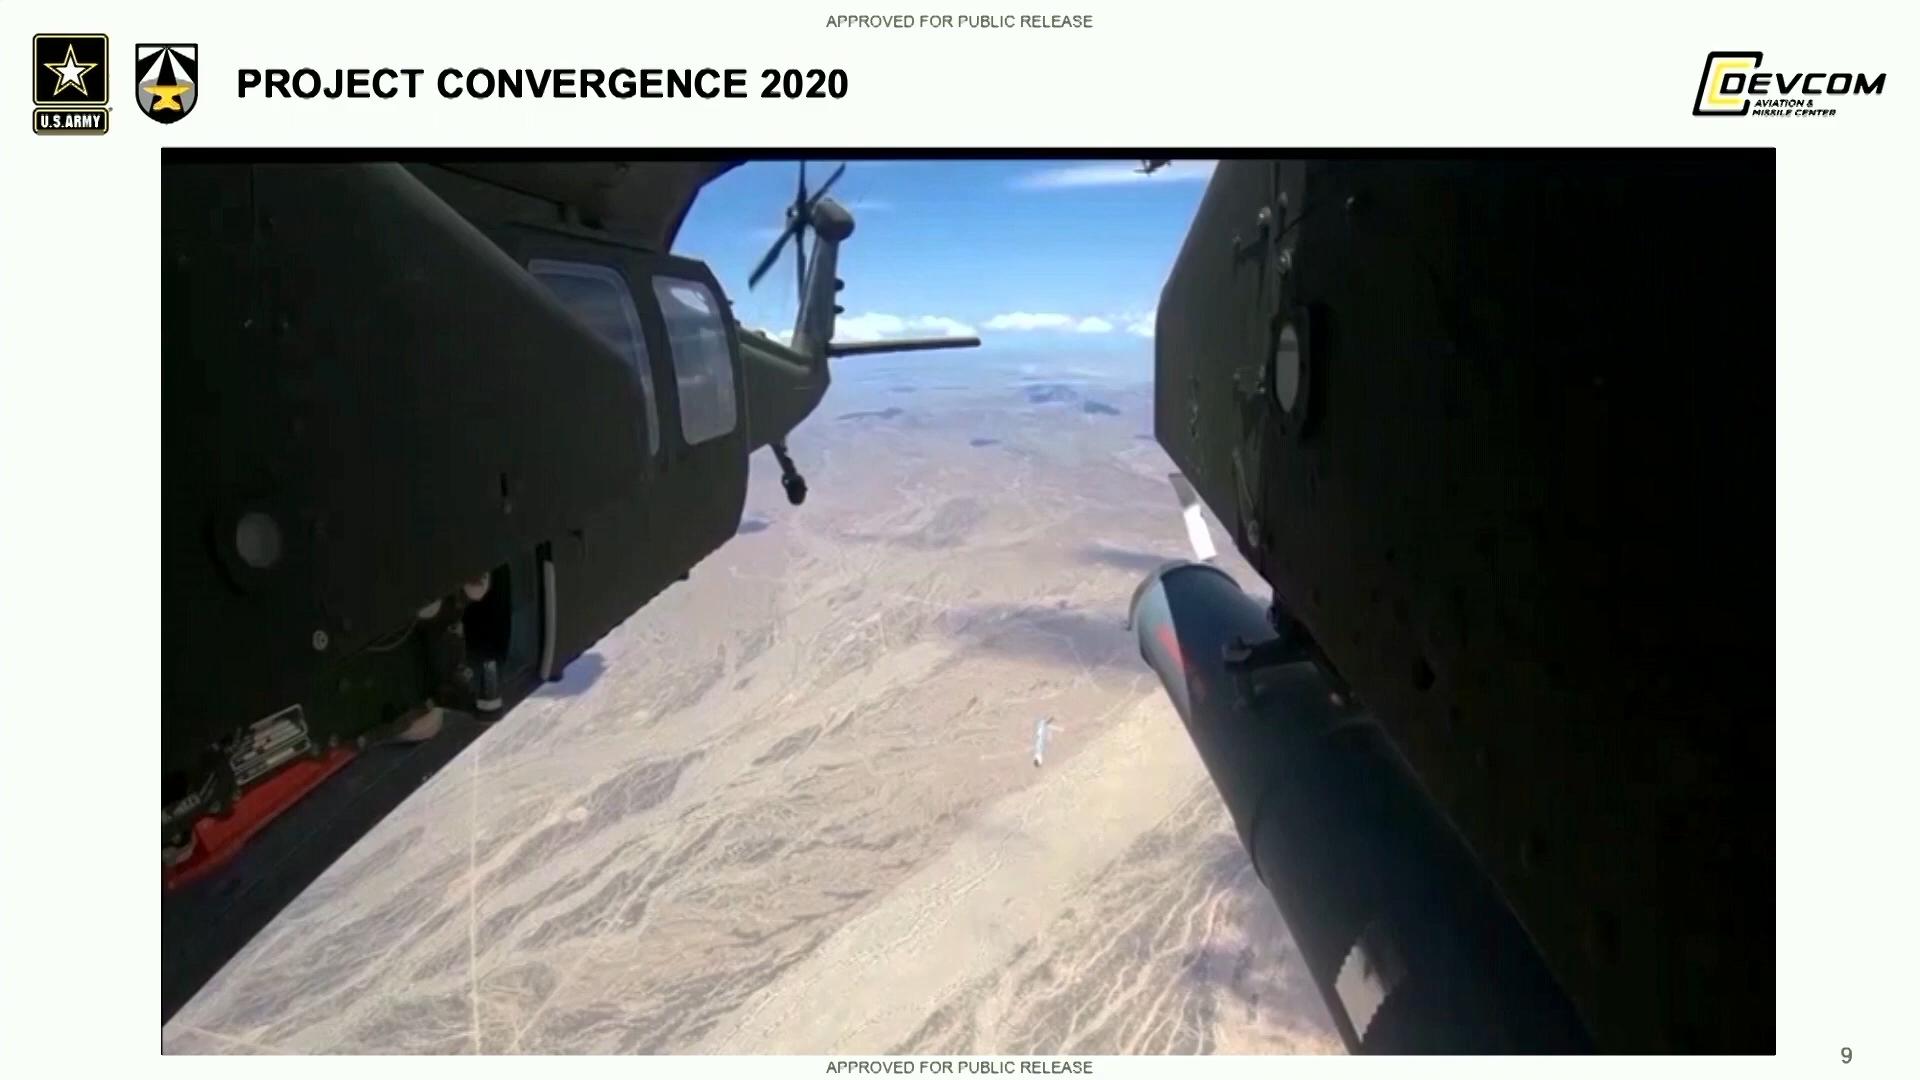 APPROVED FOR PUBLIC RELEASE
U.S.ARMY
PROJECT CONVERGENCE 2020
DEVCOM
AVIATION &
MISSILE CENTER
APPROVED FOR PUBLIC RELEASE
9